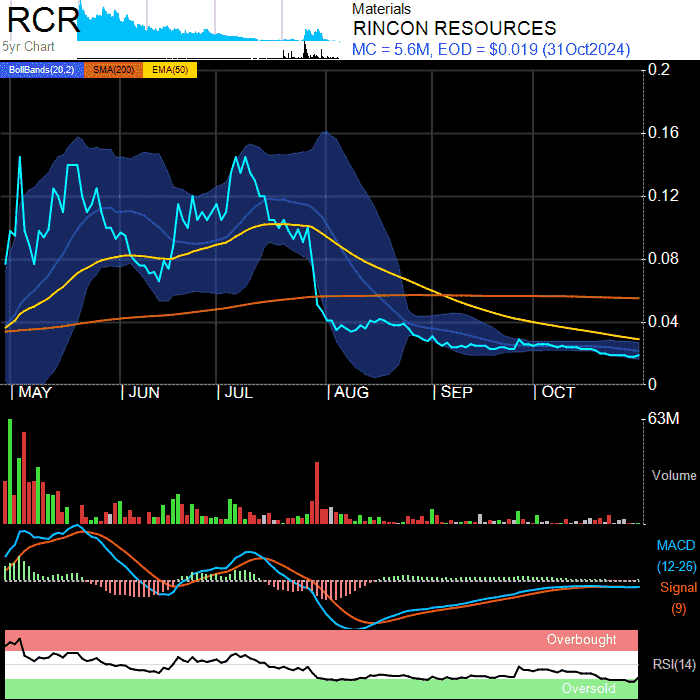 RCR
5yr Chart
Materials
RINCON RESOURCES
MC = 5.6M, EOD = $0.019 (31Oct2024)
BollBands(20,2) SMA(200) EMA(50)
0.2
0.16
0.12
0.08
0.04
0
MAY JUN JUL AUG SEP OCT
63M
Volume
MACD
(12-26)
Signal
(9)
Overbought
RSI(14)
Oversold